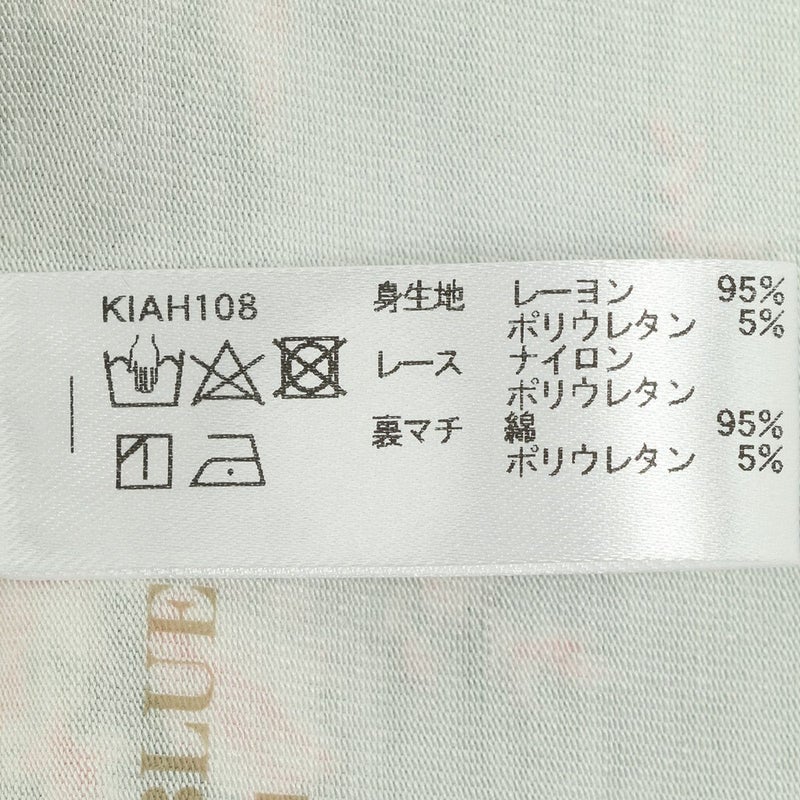 KIAH108
身生地 レーヨン 95%
ポリウレタン 5%
レース ナイロン
ポリウレタン
裏マチ 綿 95%
ポリウレタン 5%
BLUE